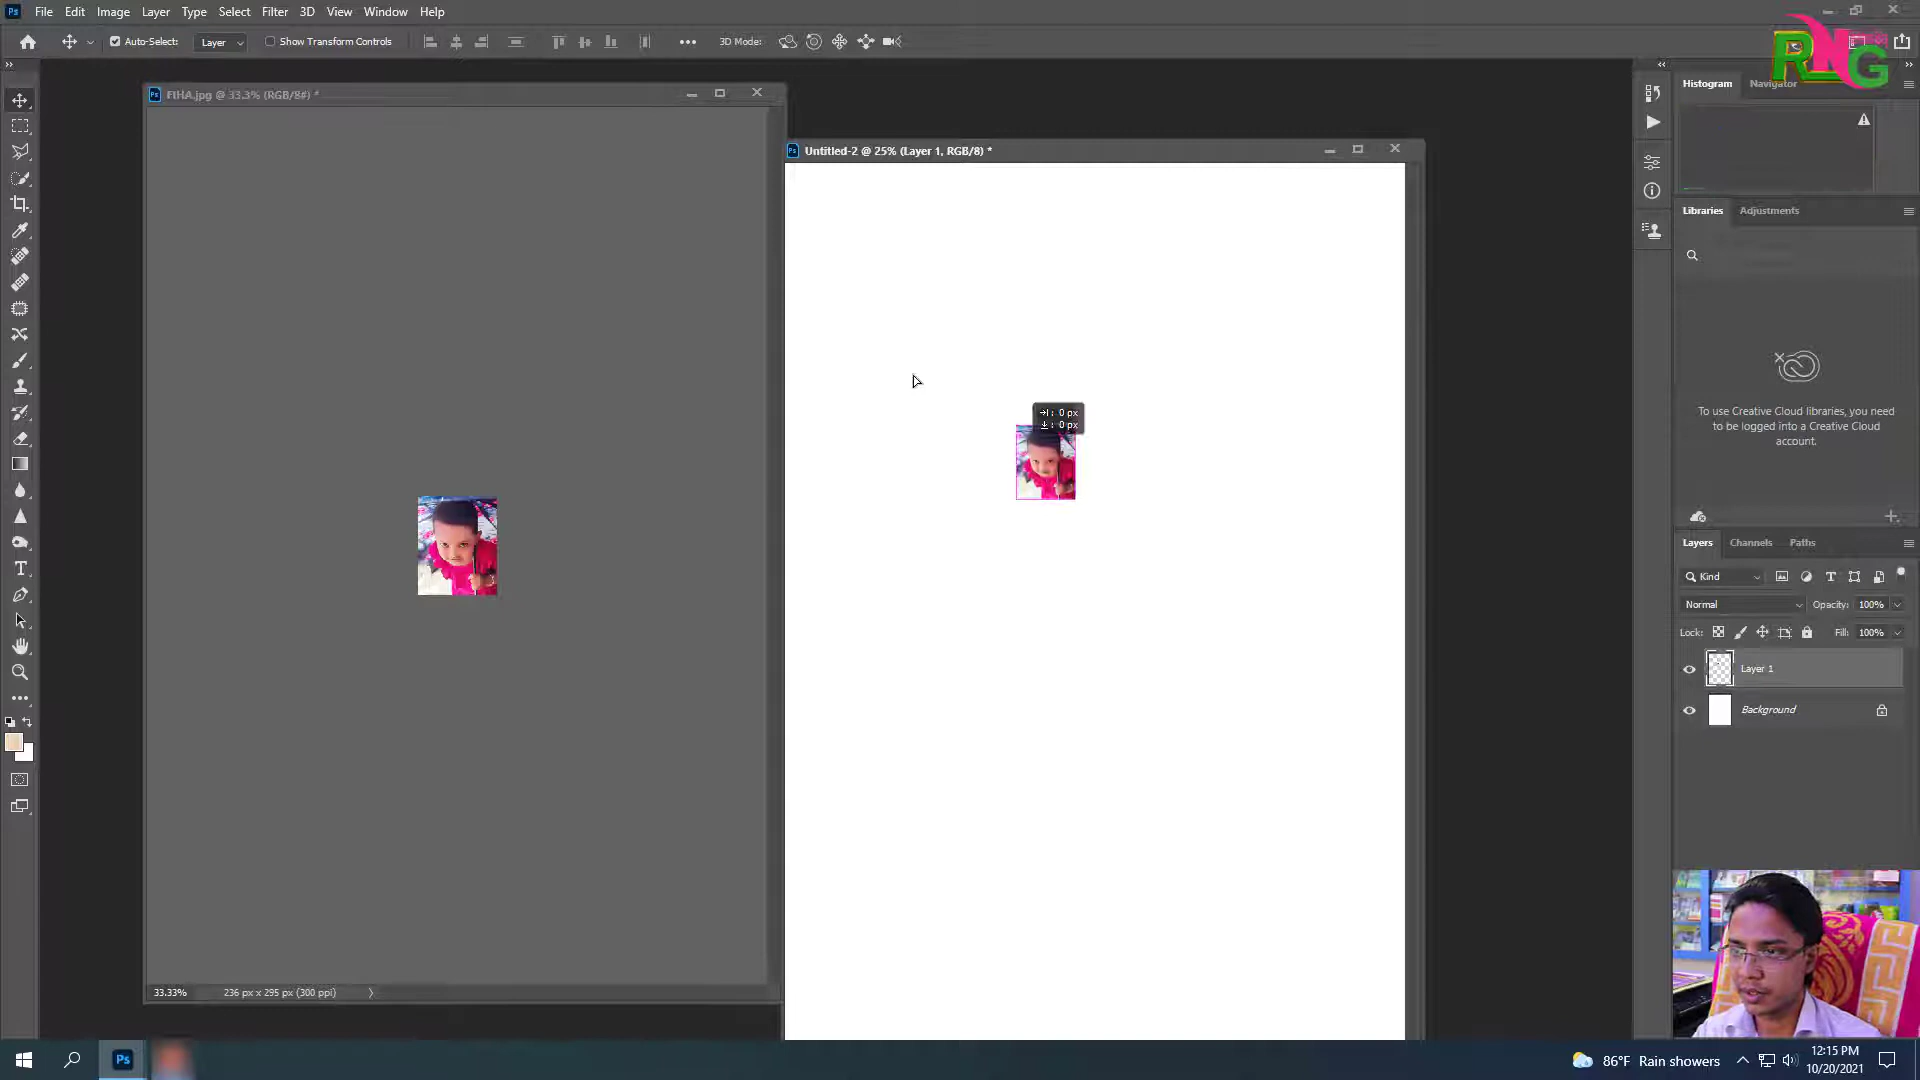 Ps File Edit Image Layer Type Select Filter 3D View Window Help
Auto-Select: Layer Show Transform Controls 3D Mode:
RNG
FIHA.jpg @ 33.3% (RGB/8#) *
Untitled-2 @ 25% (Layer 1, RGB/8) *
Histogram Navigator
Libraries Adjustments
To use Creative Cloud libraries, you need
to be logged into a Creative Cloud
account.
: 0 px
: 0 px
Layers Channels Paths
Kind
Normal Opacity: 100%
Lock: Fill: 100%
Layer 1
Background
33.33% 236 px x 295 px (300 ppi)
Ps
86°F Rain showers
12:15 PM
10/20/2021